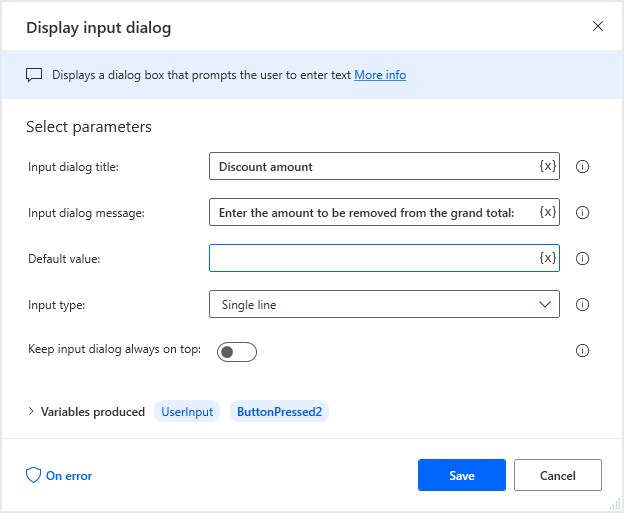 Display input dialog
Displays a dialog box that prompts the user to enter text More info
Select parameters
Input dialog title: Discount amount {x}
Input dialog message: Enter the amount to be removed from the grand total: {x}
Default value: {x}
Input type: Single line
Keep input dialog always on top:
Variables produced UserInput ButtonPressed2
On error Save Cancel